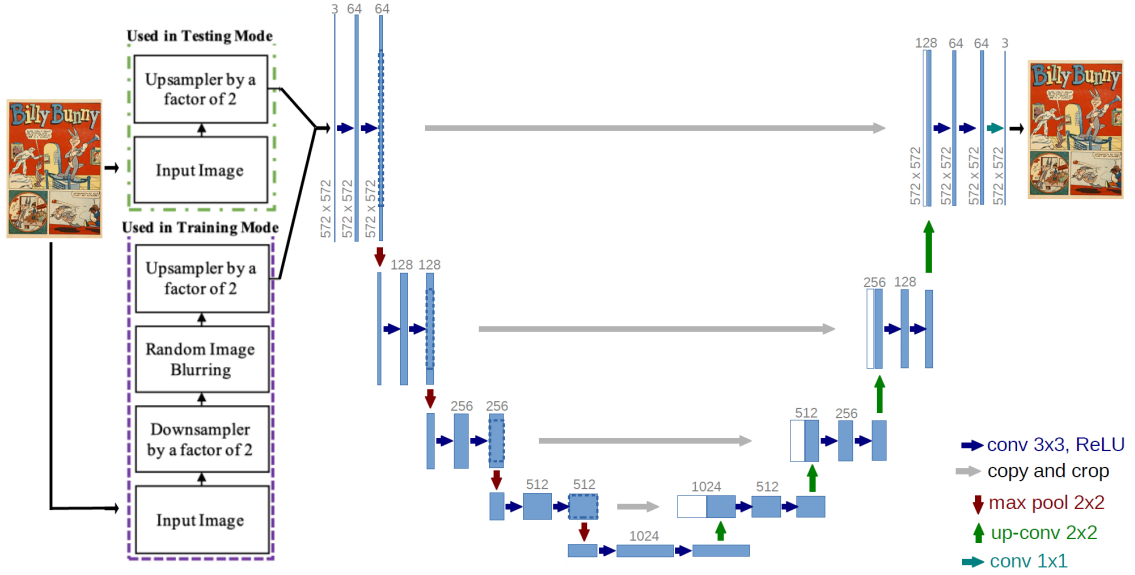 Used in Testing Mode
Upsampler by a
factor of 2
Input Image
Used in Training Mode
Upsampler by a
factor of 2
Random Image
Blurring
Downsampler
by a factor of 2
Input Image
Billy Bunny
3
64
64
572 x 572
572 x 572
572 x 572
128
128
256
256
512
512
1024
1024
512
512
256
256
128
128
64
64
3
572 x 572
572 x 572
572 x 572
572 x 572
Billy Bunny
conv 3x3, ReLU
copy and crop
max pool 2x2
up-conv 2x2
conv 1x1